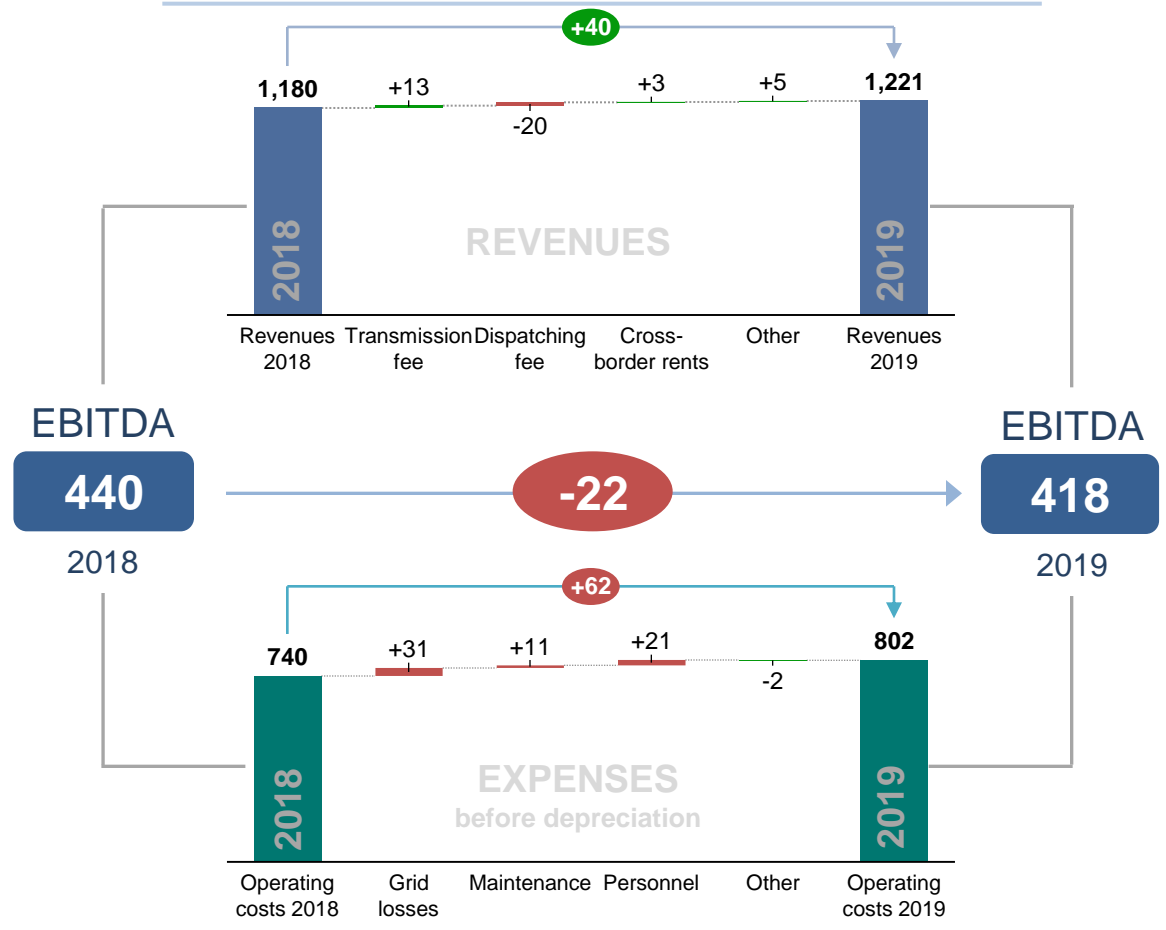 +40
1,180
+13
-20
+3
+5
1,221
2018
REVENUES
2019
Revenues
2018
Transmission
fee
Dispatching
fee
Cross-
border rents
Other
Revenues
2019
EBITDA
440
2018
-22
EBITDA
418
2019
+62
740
+31
+11
+21
-2
802
2018
EXPENSES
before depreciation
2019
Operating
costs 2018
Grid
losses
Maintenance
Personnel
Other
Operating
costs 2019